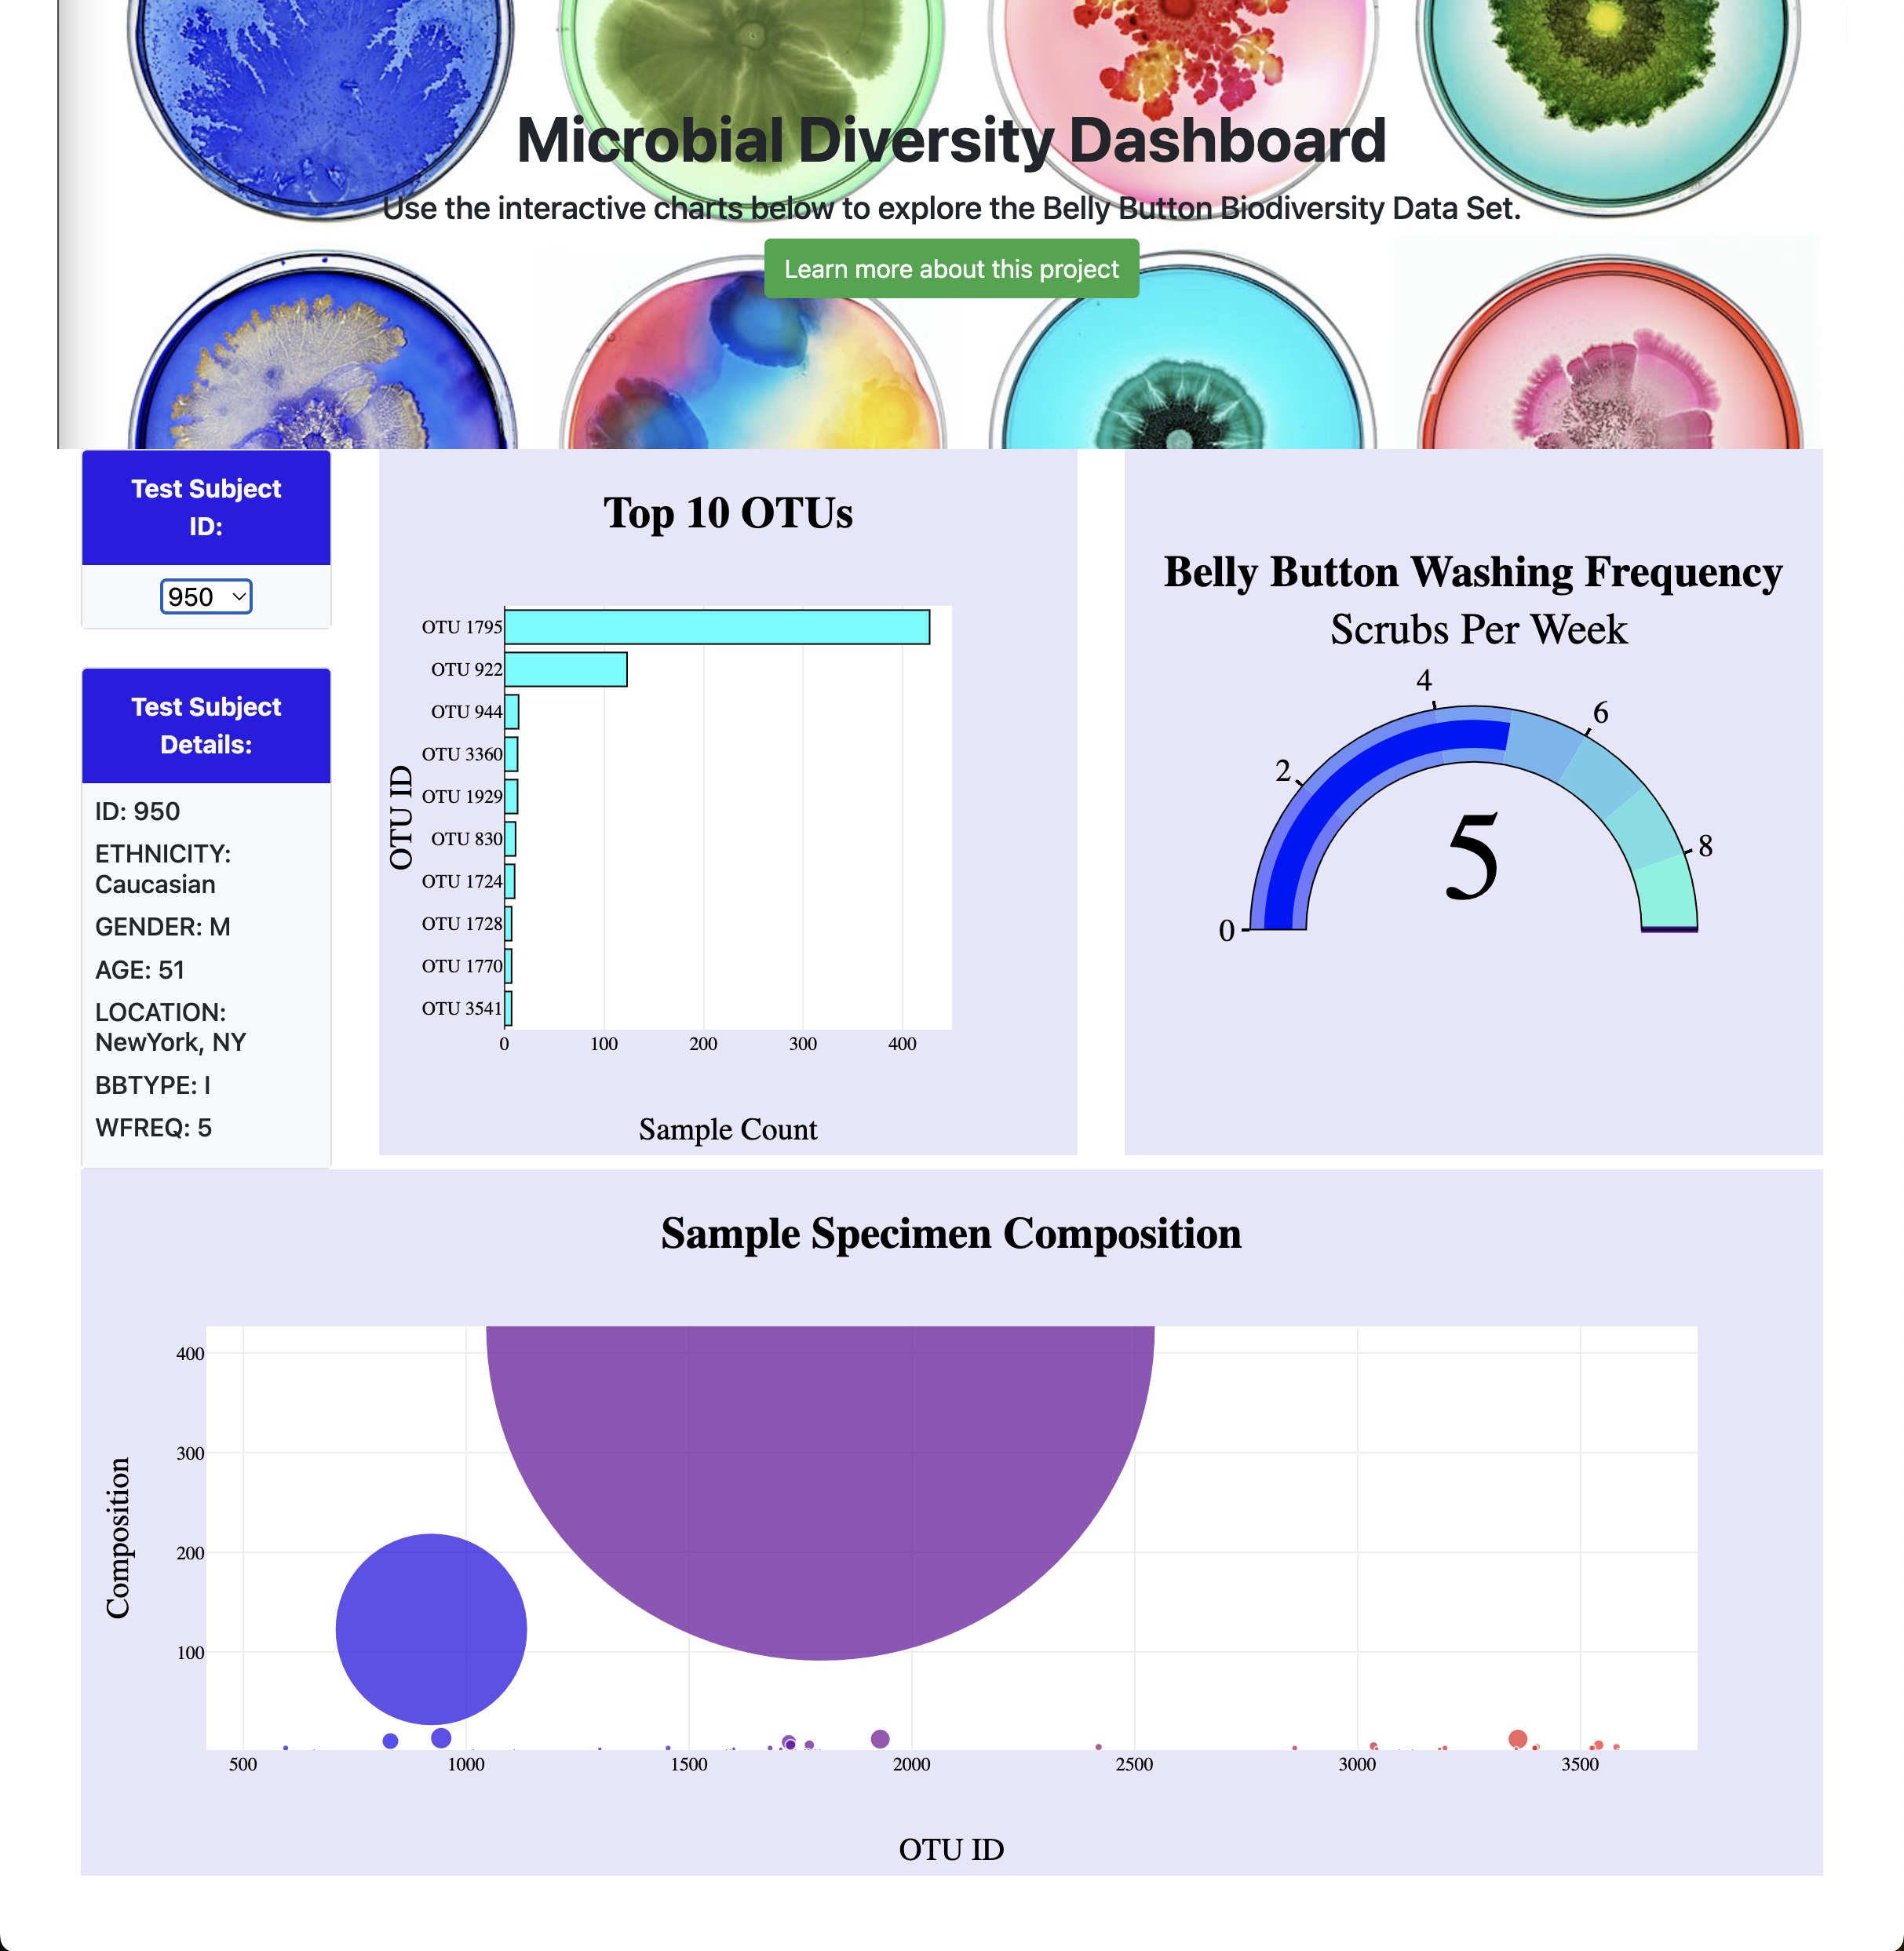 Microbial Diversity Dashboard
Use the interactive charts below to explore the Belly Button Biodiversity Data Set.
Learn more about this project
Test Subject
ID:
950
Test Subject
Details:
ID: 950
ETHNICITY:
Caucasian
GENDER: M
AGE: 51
LOCATION:
NewYork, NY
BBTYPE: I
WFREQ: 5
Top 10 OTUs
OTU ID
OTU 1795
OTU 922
OTU 944
OTU 3360
OTU 1929
OTU 830
OTU 1724
OTU 1728
OTU 1770
OTU 3541
0 100 200 300 400
Sample Count
Belly Button Washing Frequency
Scrubs Per Week
0
2
4
6
8
5
Sample Specimen Composition
Composition
400
300
200
100
500 1000 1500 2000 2500 3000 3500
OTU ID